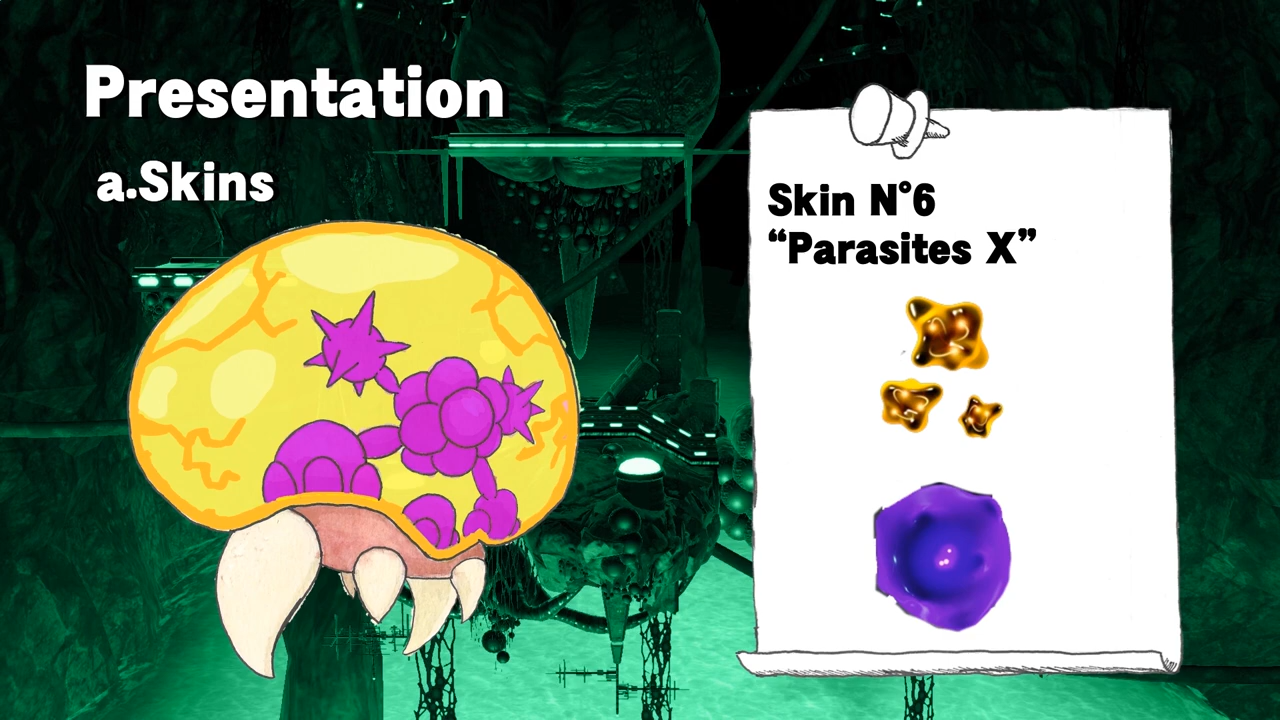 Presentation
a.Skins
Skin N°6
“Parasites X”